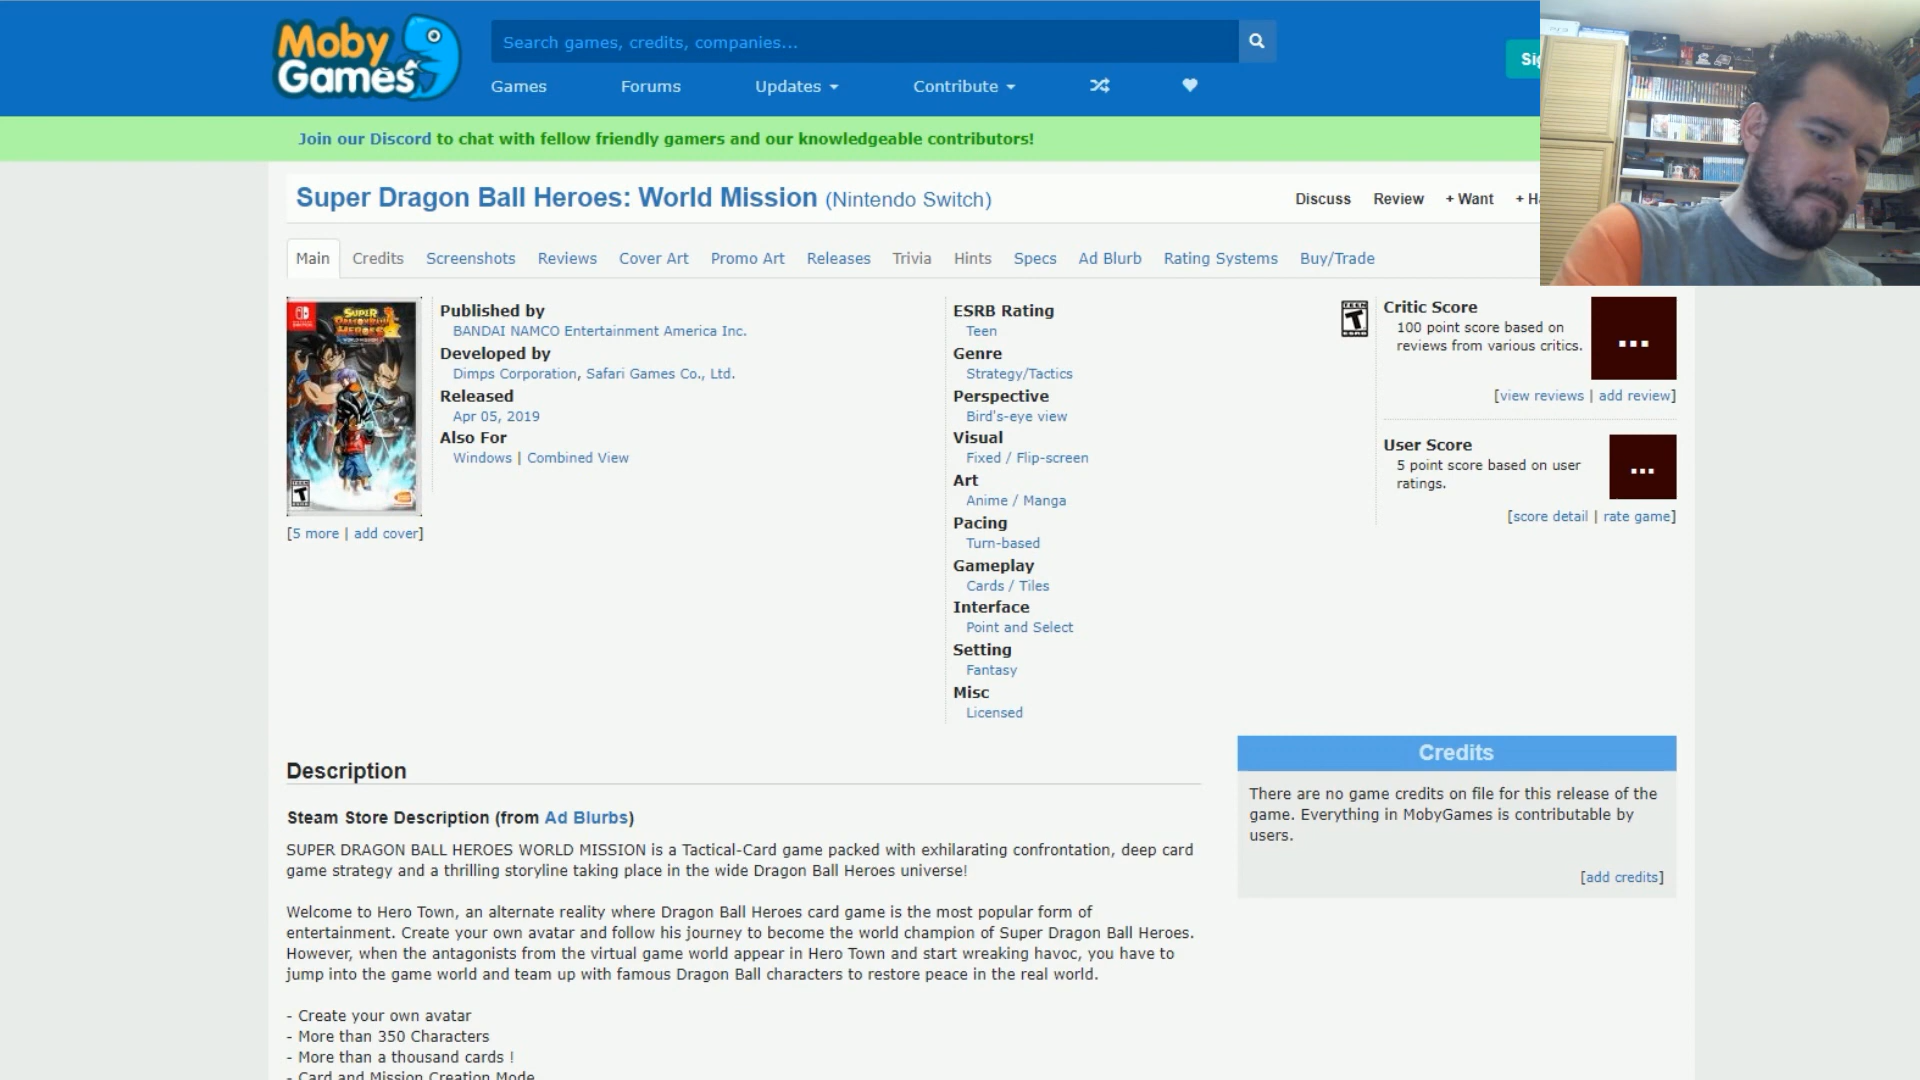 Moby Games
Search games, credits, companies...
Games Forums Updates Contribute
Join our Discord to chat with fellow friendly gamers and our knowledgeable contributors!
Super Dragon Ball Heroes: World Mission (Nintendo Switch)
Discuss Review + Want
Main Credits Screenshots Reviews Cover Art Promo Art Releases Trivia Hints Specs Ad Blurb Rating Systems Buy/Trade
Published by
BANDAI NAMCO Entertainment America Inc.
Developed by
Dimps Corporation, Safari Games Co., Ltd.
Released
Apr 05, 2019
Also For
Windows | Combined View
[5 more | add cover]
ESRB Rating
Teen
Genre
Strategy/Tactics
Perspective
Bird's-eye view
Visual
Fixed / Flip-screen
Art
Anime / Manga
Pacing
Turn-based
Gameplay
Cards / Tiles
Interface
Point and Select
Setting
Fantasy
Misc
Licensed
Critic Score
100 point score based on
reviews from various critics.
...
[view reviews | add review]
User Score
5 point score based on user
ratings.
...
[score detail | rate game]
Description
Steam Store Description (from Ad Blurbs)
SUPER DRAGON BALL HEROES WORLD MISSION is a Tactical-Card game packed with exhilarating confrontation, deep card
game strategy and a thrilling storyline taking place in the wide Dragon Ball Heroes universe!
Welcome to Hero Town, an alternate reality where Dragon Ball Heroes card game is the most popular form of
entertainment. Create your own avatar and follow his journey to become the world champion of Super Dragon Ball Heroes.
However, when the antagonists from the virtual game world appear in Hero Town and start wreaking havoc, you have to
jump into the game world and team up with famous Dragon Ball characters to restore peace in the real world.
- Create your own avatar
- More than 350 Characters
- More than a thousand cards !
- Card and Mission Creation Mode
Credits
There are no game credits on file for this release of the
game. Everything in MobyGames is contributable by
users.
[add credits]